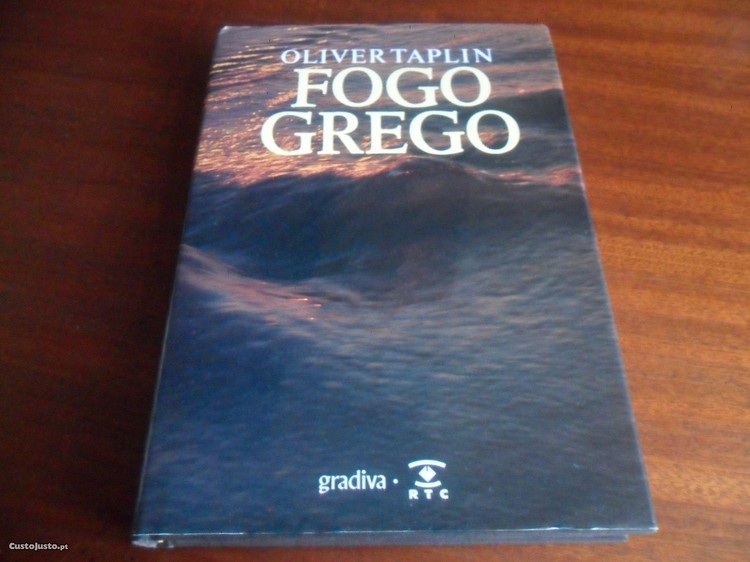 OLIVER TAPLIN
FOGO
GREGO
gradiva · RTC
CustoJusto.pt